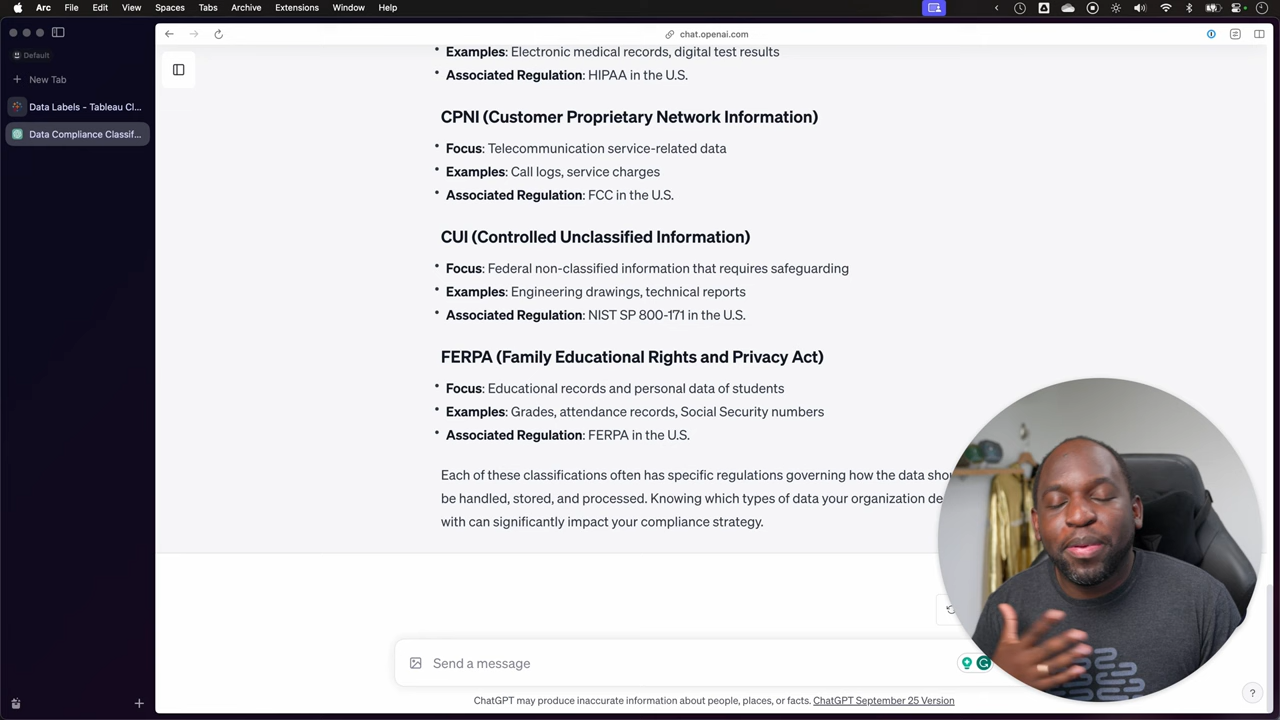 Arc File Edit View Spaces Tabs Archive Extensions Window Help
chat.openai.com
Default
New Tab
Data Labels - Tableau Cl...
Data Compliance Classif...
Examples: Electronic medical records, digital test results
Associated Regulation: HIPAA in the U.S.
CPNI (Customer Proprietary Network Information)
Focus: Telecommunication service-related data
Examples: Call logs, service charges
Associated Regulation: FCC in the U.S.
CUI (Controlled Unclassified Information)
Focus: Federal non-classified information that requires safeguarding
Examples: Engineering drawings, technical reports
Associated Regulation: NIST SP 800-171 in the U.S.
FERPA (Family Educational Rights and Privacy Act)
Focus: Educational records and personal data of students
Examples: Grades, attendance records, Social Security numbers
Associated Regulation: FERPA in the U.S.
Each of these classifications often has specific regulations governing how the data shou
be handled, stored, and processed. Knowing which types of data your organization de
with can significantly impact your compliance strategy.
Send a message
ChatGPT may produce inaccurate information about people, places, or facts. ChatGPT September 25 Version
?